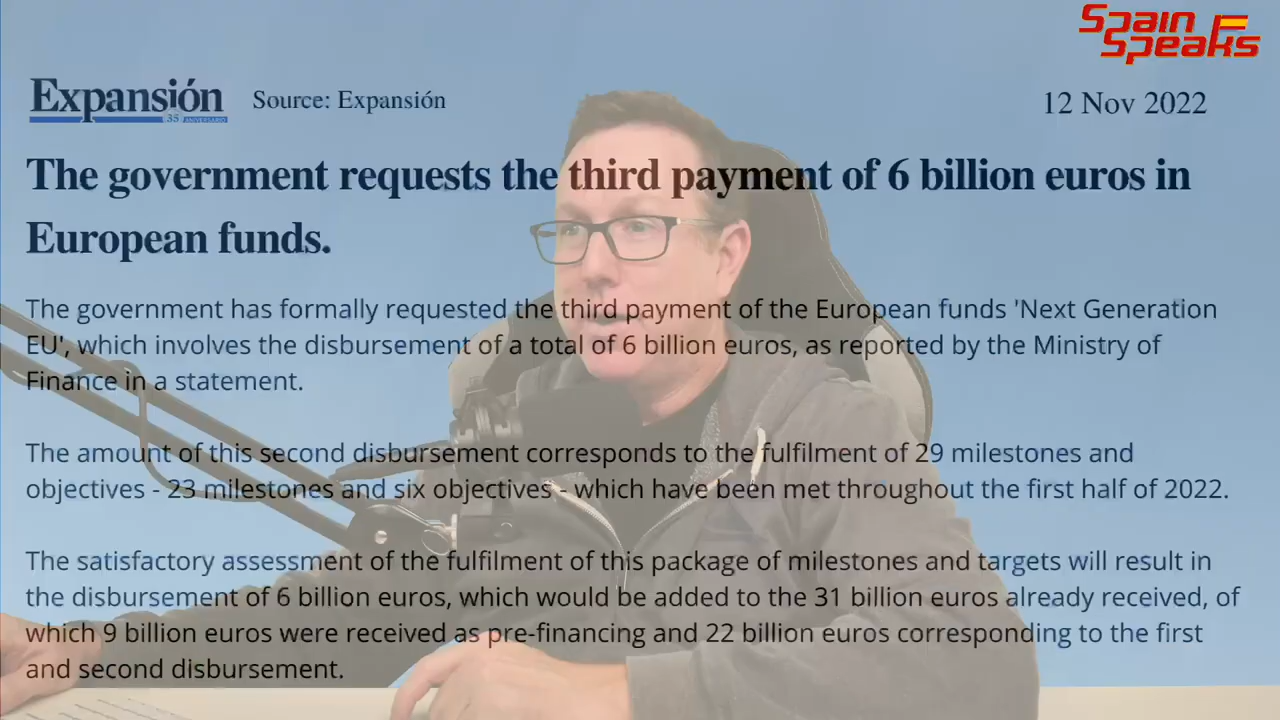 Spain
Speaks
Expansión
35 ANIVERSARIO
Source: Expansión
12 Nov 2022
The government requests the third payment of 6 billion euros in
European funds.
The government has formally requested the third payment of the European funds 'Next Generation
EU', which involves the disbursement of a total of 6 billion euros, as reported by the Ministry of
Finance in a statement.
The amount of this second disbursement corresponds to the fulfilment of 29 milestones and
objectives - 23 milestones and six objectives - which have been met throughout the first half of 2022.
The satisfactory assessment of the fulfilment of this package of milestones and targets will result in
the disbursement of 6 billion euros, which would be added to the 31 billion euros already received, of
which 9 billion euros were received as pre-financing and 22 billion euros corresponding to the first
and second disbursement.